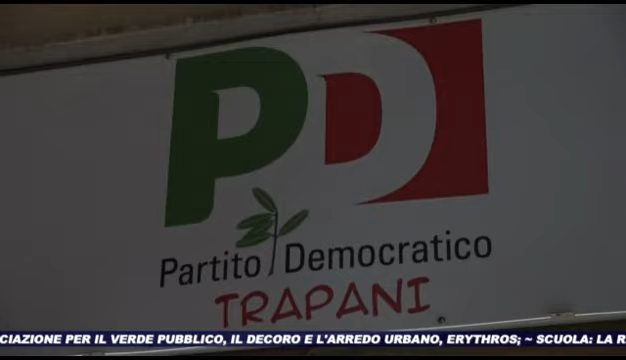 PD
Partito Democratico
TRAPANI
CIAZIONE PER IL VERDE PUBBLICO, IL DECORO E L'ARREDO URBANO, ERYTHROS; ~ SCUOLA: LA R